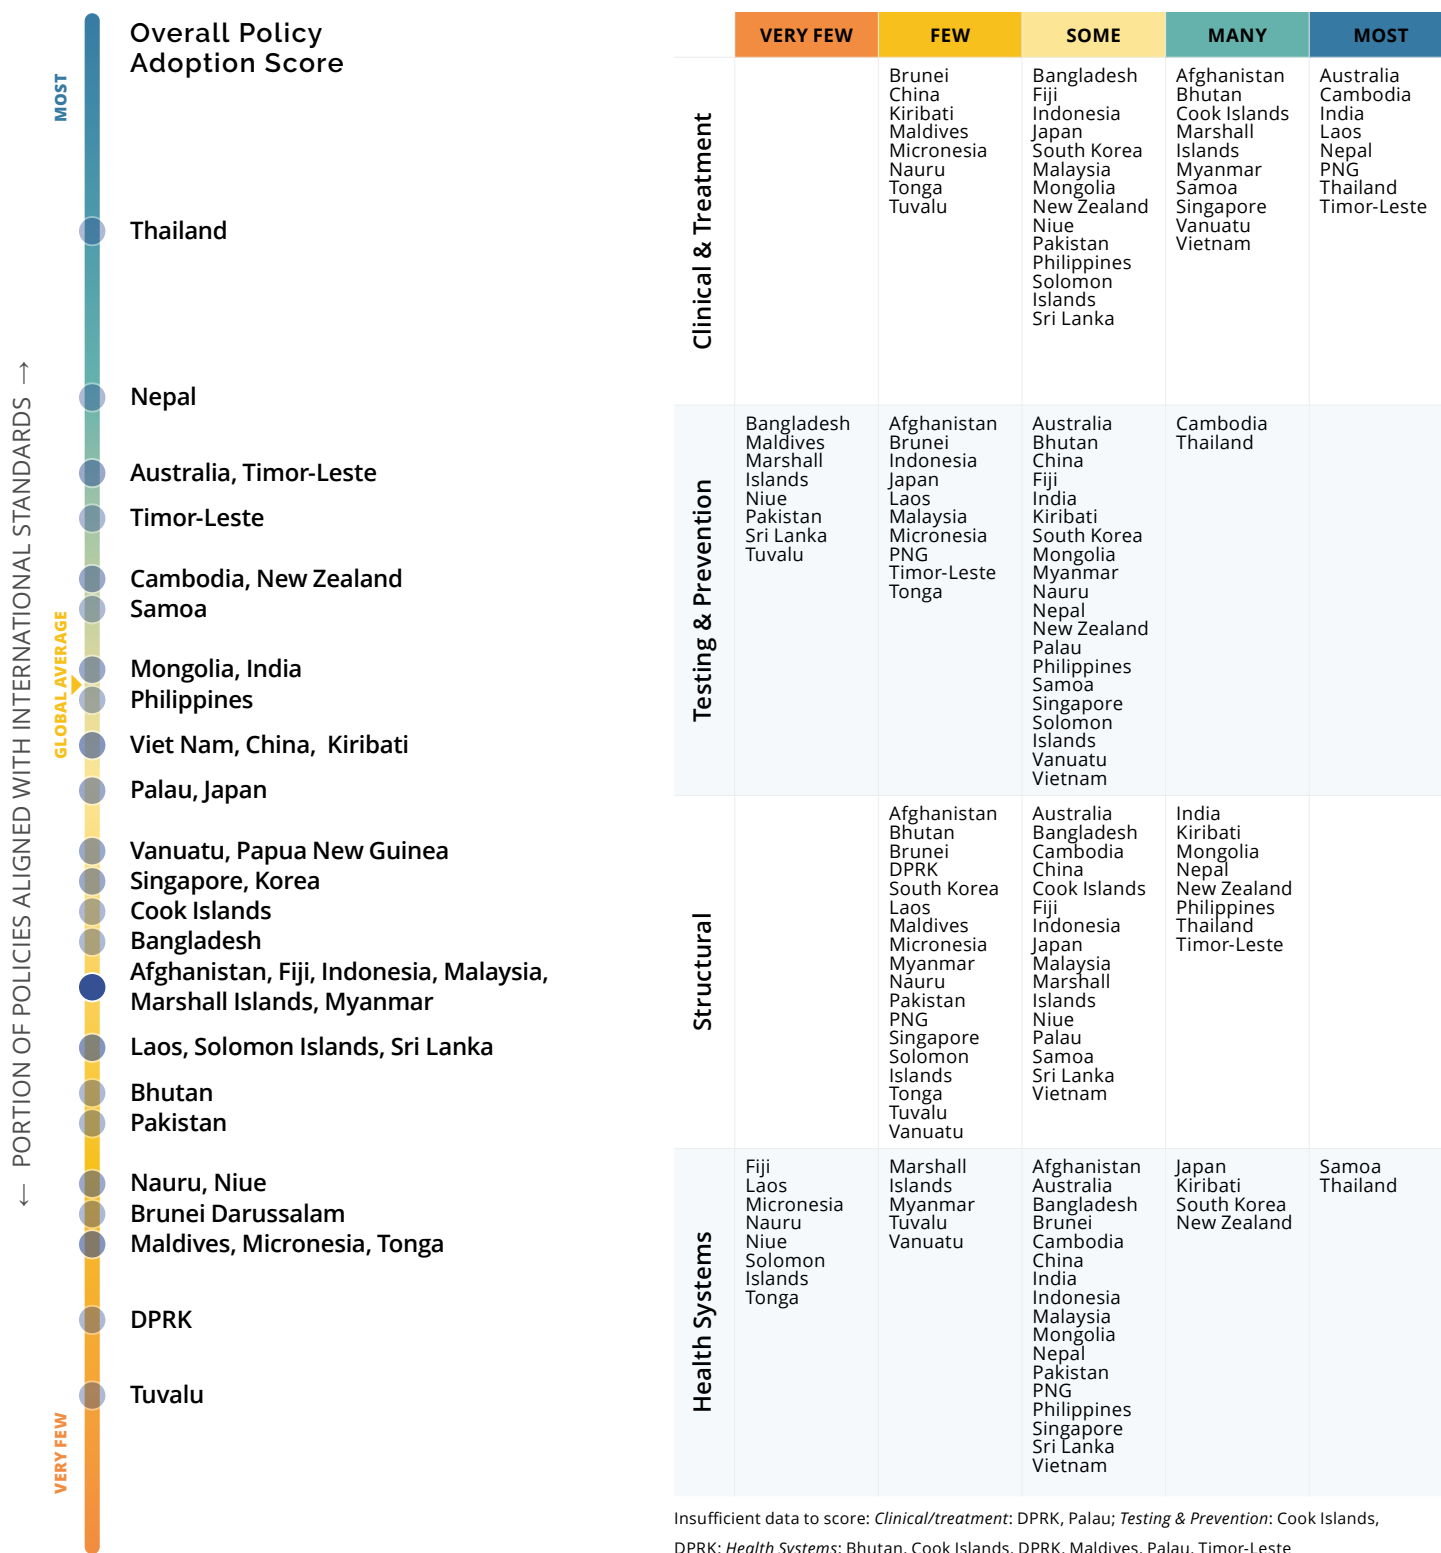 Overall Policy
Adoption Score
MOST
Thailand
Nepal
Australia, Timor-Leste
Timor-Leste
Cambodia, New Zealand
Samoa
GLOBAL AVERAGE
Mongolia, India
Philippines
Viet Nam, China, Kiribati
Palau, Japan
Vanuatu, Papua New Guinea
Singapore, Korea
Cook Islands
Bangladesh
Afghanistan, Fiji, Indonesia, Malaysia,
Marshall Islands, Myanmar
Laos, Solomon Islands, Sri Lanka
Bhutan
Pakistan
Nauru, Niue
Brunei Darussalam
Maldives, Micronesia, Tonga
DPRK
Tuvalu
VERY FEW
← PORTION OF POLICIES ALIGNED WITH INTERNATIONAL STANDARDS →
VERY FEW
FEW
SOME
MANY
MOST
Clinical & Treatment
Brunei
China
Kiribati
Maldives
Micronesia
Nauru
Tonga
Tuvalu
Bangladesh
Fiji
Indonesia
Japan
South Korea
Malaysia
Mongolia
New Zealand
Niue
Pakistan
Philippines
Solomon
Islands
Sri Lanka
Afghanistan
Bhutan
Cook Islands
Marshall
Islands
Myanmar
Samoa
Singapore
Vanuatu
Vietnam
Australia
Cambodia
India
Laos
Nepal
PNG
Thailand
Timor-Leste
Testing & Prevention
Bangladesh
Maldives
Marshall
Islands
Niue
Pakistan
Sri Lanka
Tuvalu
Afghanistan
Brunei
Indonesia
Japan
Laos
Malaysia
Micronesia
PNG
Timor-Leste
Tonga
Australia
Bhutan
China
Fiji
India
Kiribati
South Korea
Mongolia
Myanmar
Nauru
Nepal
New Zealand
Palau
Philippines
Samoa
Singapore
Solomon
Islands
Vanuatu
Vietnam
Cambodia
Thailand
Structural
Afghanistan
Bhutan
Brunei
DPRK
South Korea
Laos
Maldives
Micronesia
Myanmar
Nauru
Pakistan
PNG
Singapore
Solomon
Islands
Tonga
Tuvalu
Vanuatu
Australia
Bangladesh
Cambodia
China
Cook Islands
Fiji
Indonesia
Japan
Malaysia
Marshall
Islands
Niue
Palau
Samoa
Sri Lanka
Vietnam
India
Kiribati
Mongolia
Nepal
New Zealand
Philippines
Thailand
Timor-Leste
Health Systems
Fiji
Laos
Micronesia
Nauru
Niue
Solomon
Islands
Tonga
Marshall
Islands
Myanmar
Tuvalu
Vanuatu
Afghanistan
Australia
Bangladesh
Brunei
Cambodia
China
India
Indonesia
Malaysia
Mongolia
Nepal
Pakistan
PNG
Philippines
Singapore
Sri Lanka
Vietnam
Japan
Kiribati
South Korea
New Zealand
Samoa
Thailand
Insufficient data to score: Clinical/treatment: DPRK, Palau; Testing & Prevention: Cook Islands,
DPRK; Health Systems: Bhutan, Cook Islands, DPRK, Maldives, Palau, Timor-Leste